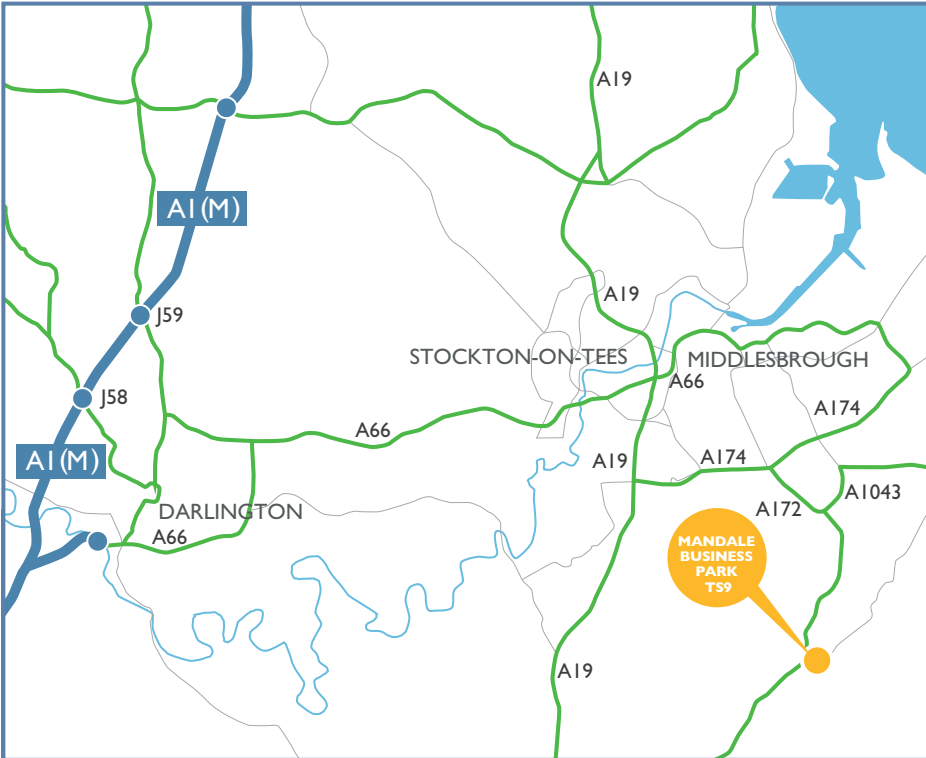 A19
A1(M)
A19
J59
STOCKTON-ON-TEES
MIDDLESBROUGH
A66
J58
A174
A66
A1(M)
A19
A174
A1043
DARLINGTON
A172
A66
MANDALE
BUSINESS
PARK
TS9
A19